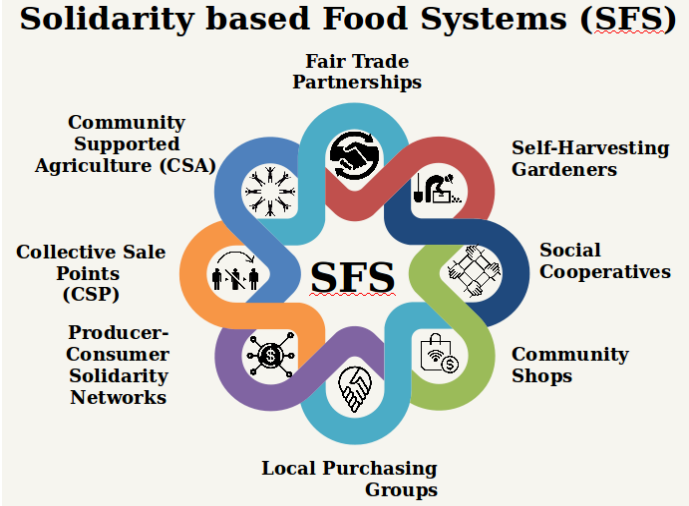 Solidarity based Food Systems (SFS)
Fair Trade
Partnerships
Community
Supported
Agriculture (CSA)
Self-Harvesting
Gardeners
Collective Sale
Points
(CSP)
SFS
Social
Cooperatives
Producer-
Consumer
Solidarity
Networks
Community
Shops
Local Purchasing
Groups